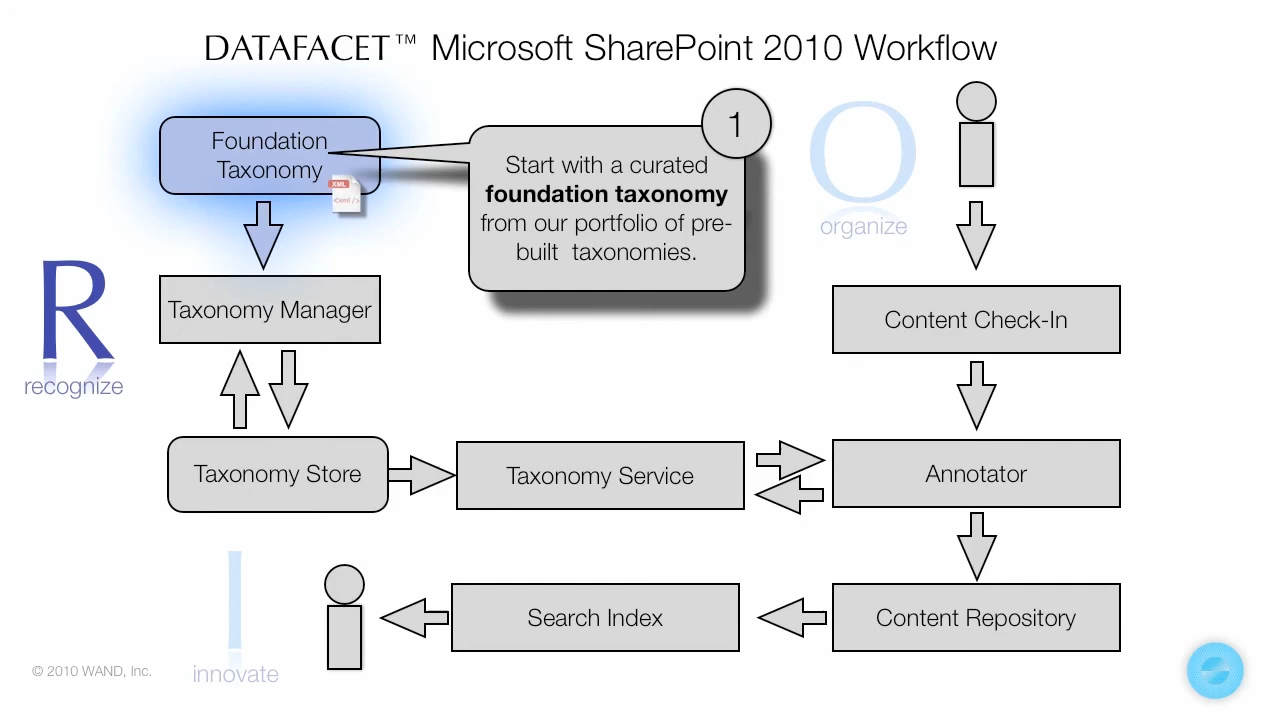 DATAFACET™ Microsoft SharePoint 2010 Workflow
Foundation
Taxonomy
XML
<xml />
1
Start with a curated
foundation taxonomy
from our portfolio of pre-
built taxonomies.
O
organize
R
recognize
Taxonomy Manager
Content Check-In
Taxonomy Store
Taxonomy Service
Annotator
I
innovate
Search Index
Content Repository
© 2010 WAND, Inc.